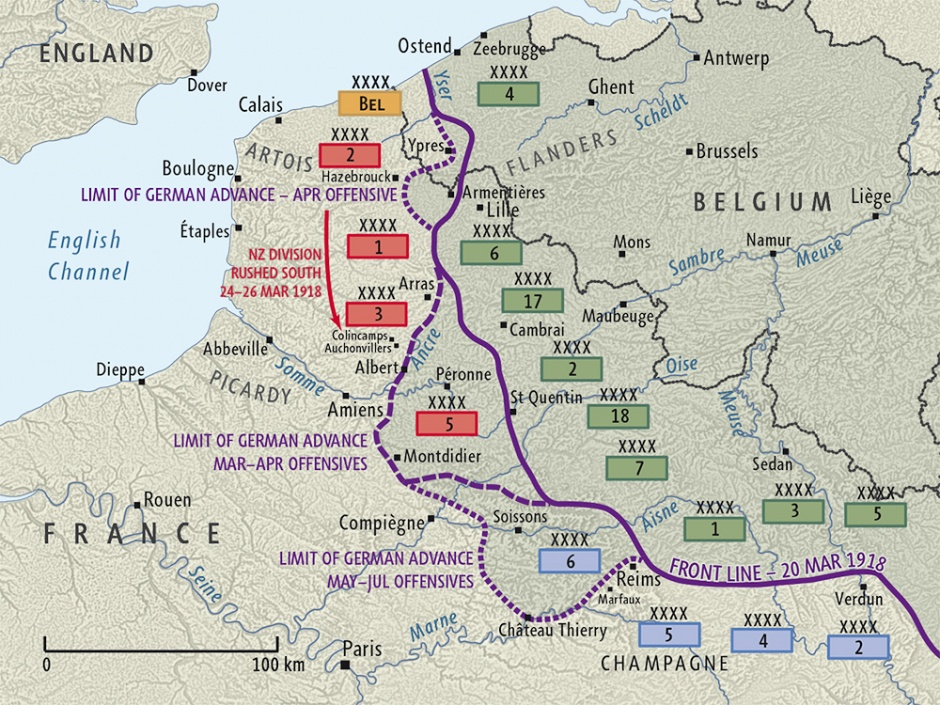 ENGLAND
Dover
Calais
Ostend
Zeebrugge
Antwerp
XXXX
BEL
XXXX
4
Yser
Ghent
Scheldt
XXXX
2
ARTOIS
Ypres
FLANDERS
Brussels
Boulogne
Hazebrouck
LIMIT OF GERMAN ADVANCE – APR OFFENSIVE
Armentières
Lille
BELGIUM
Liège
Étaples
English
Channel
XXXX
1
XXXX
6
Mons
Sambre
Namur
Meuse
NZ DIVISION
RUSHED SOUTH
24–26 MAR 1918
Arras
XXXX
3
XXXX
17
Maubeuge
Cambrai
Colincamps
Auchonvillers
Ancre
Abbeville
Albert
XXXX
2
Oise
Dieppe
PICARDY
Somme
Péronne
Amiens
XXXX
5
St Quentin
XXXX
18
Meuse
LIMIT OF GERMAN ADVANCE
MAR–APR OFFENSIVES
Montdidier
XXXX
7
Sedan
Rouen
FRANCE
Compiègne
Soissons
Aisne
XXXX
1
XXXX
3
XXXX
5
LIMIT OF GERMAN ADVANCE
MAY–JUL OFFENSIVES
XXXX
6
Reims
Marfaux
FRONT LINE – 20 MAR 1918
Verdun
Seine
Marne
Château Thierry
XXXX
5
XXXX
4
XXXX
2
CHAMPAGNE
Paris
0
100 km